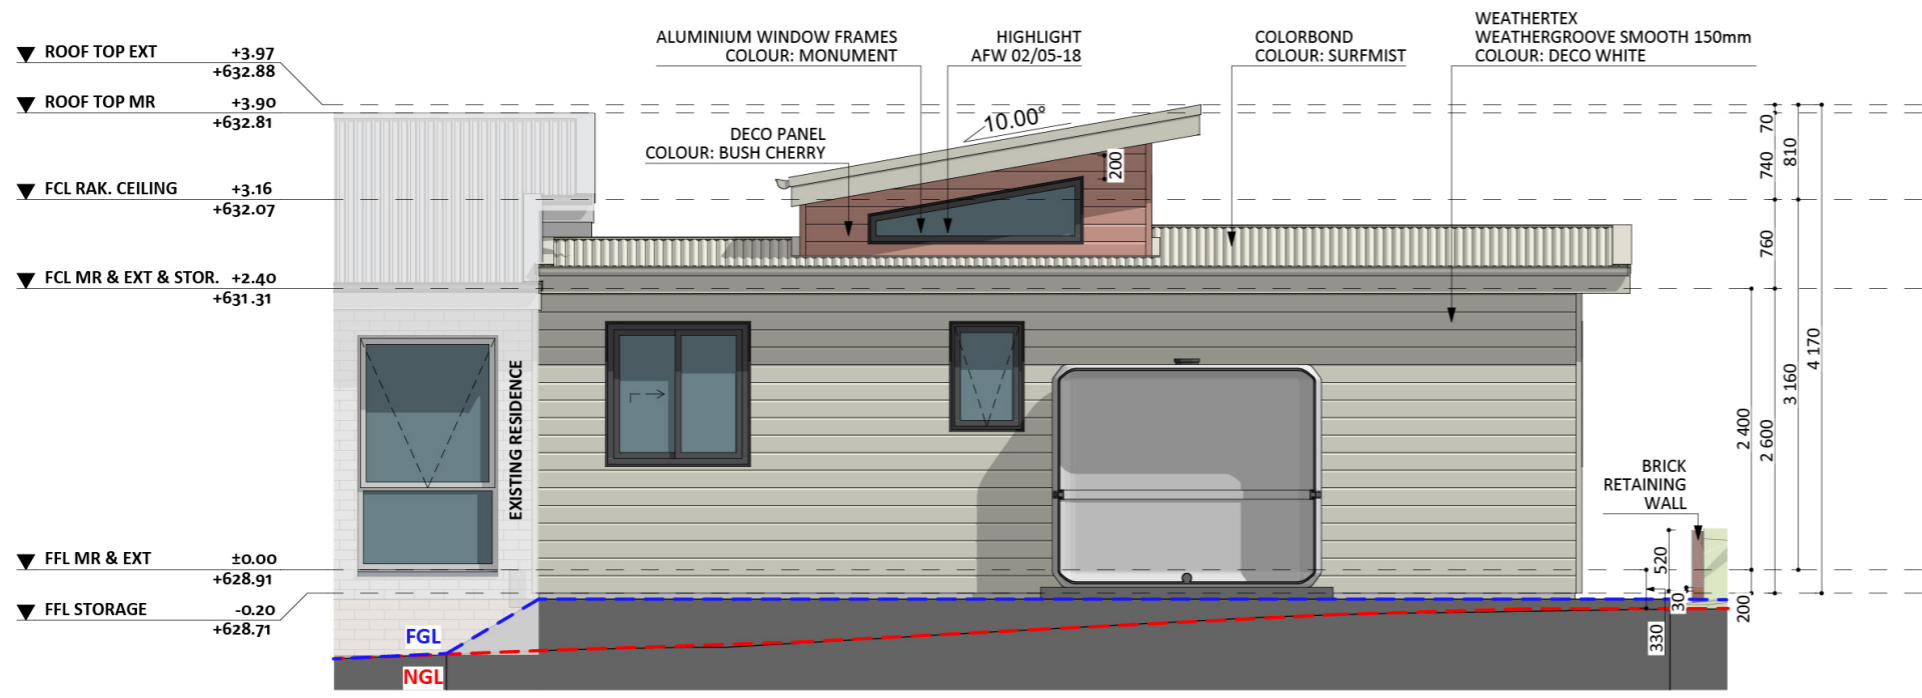 ROOF TOP EXT +3.97
+632.88
ROOF TOP MR +3.90
+632.81
FCL RAK. CEILING +3.16
+632.07
FCL MR & EXT & STOR. +2.40
+631.31
FFL MR & EXT ±0.00
+628.91
FFL STORAGE -0.20
+628.71
ALUMINIUM WINDOW FRAMES
COLOUR: MONUMENT
HIGHLIGHT
AFW 02/05-18
COLORBOND
COLOUR: SURFMIST
WEATHERTEX
WEATHERGROOVE SMOOTH 150mm
COLOUR: DECO WHITE
DECO PANEL
COLOUR: BUSH CHERRY
10.00°
200
EXISTING RESIDENCE
BRICK
RETAINING
WALL
FGL
NGL
70
740
810
760
4 170
3 160
2 400
2 600
520
30
330
200